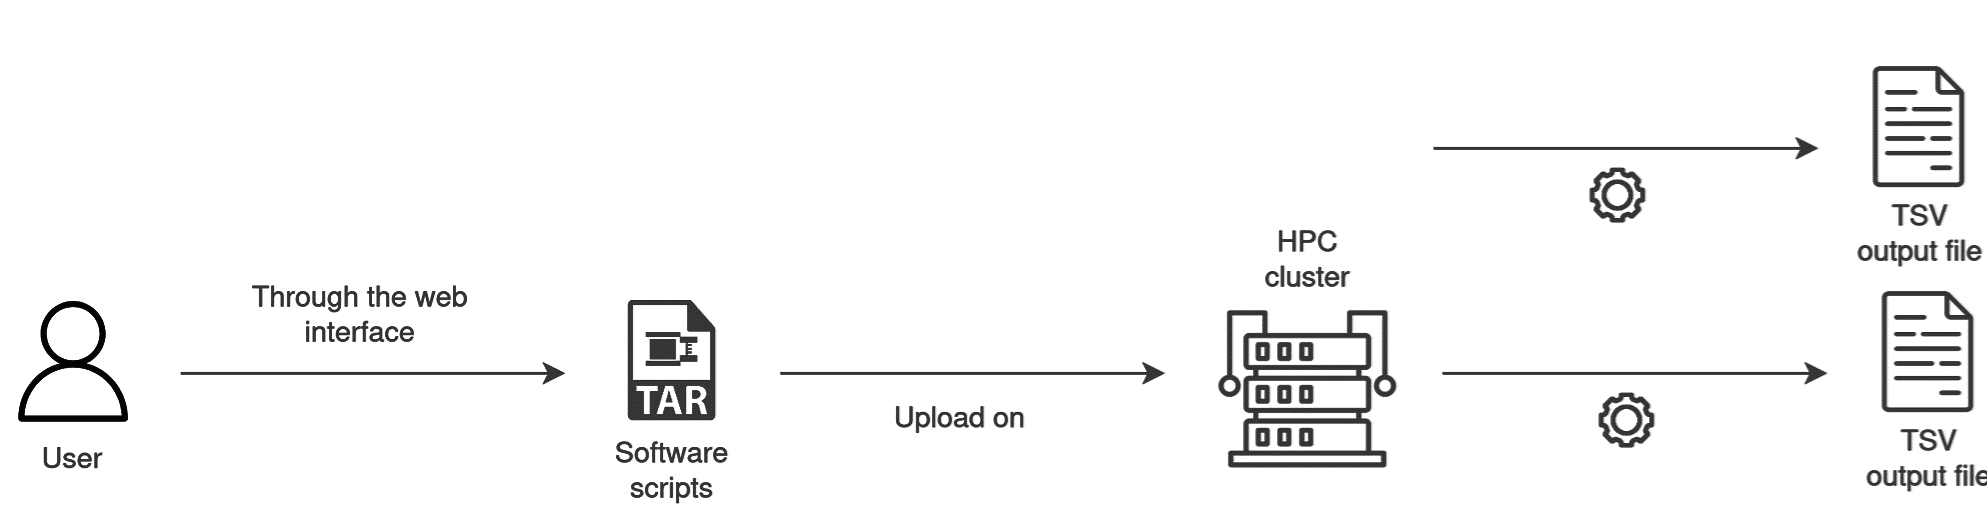 Through the web
interface
User
TAR
Software
scripts
Upload on
HPC
cluster
TSV
output file
TSV
output file